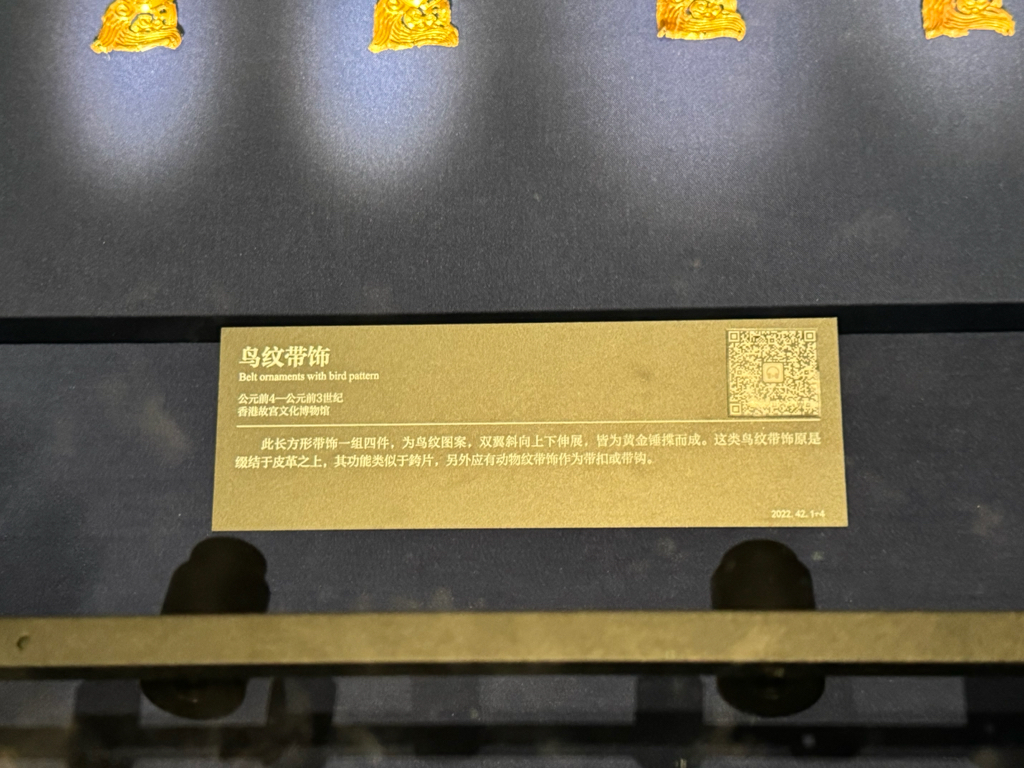 鸟纹带饰
Belt ornaments with bird pattern
公元前4—公元前3世纪
香港故宫文化博物馆
此长方形带饰一组四件，为鸟纹图案，双翼斜向上下伸展，皆为黄金锤揲而成。这类鸟纹带饰原是
缀结于皮革之上，其功能类似于銙片，另外应有动物纹带饰作为带扣或带钩。
2022. 42. 1-4